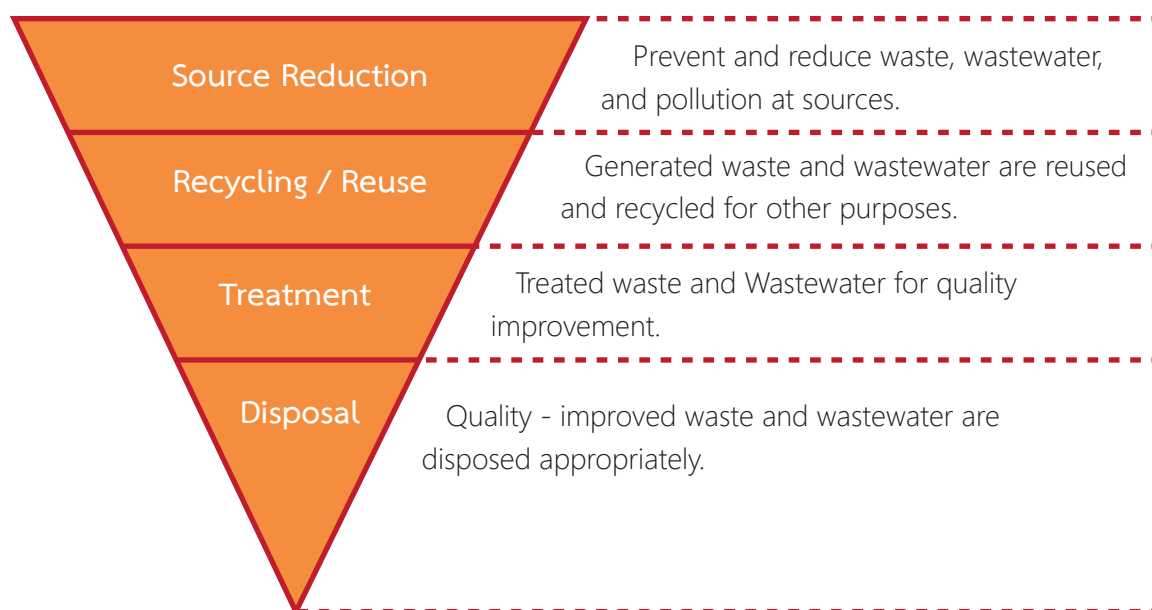 Source Reduction
Prevent and reduce waste, wastewater,
and pollution at sources.
Recycling / Reuse
Generated waste and wastewater are reused
and recycled for other purposes.
Treatment
Treated waste and Wastewater for quality
improvement.
Disposal
Quality - improved waste and wastewater are
disposed appropriately.